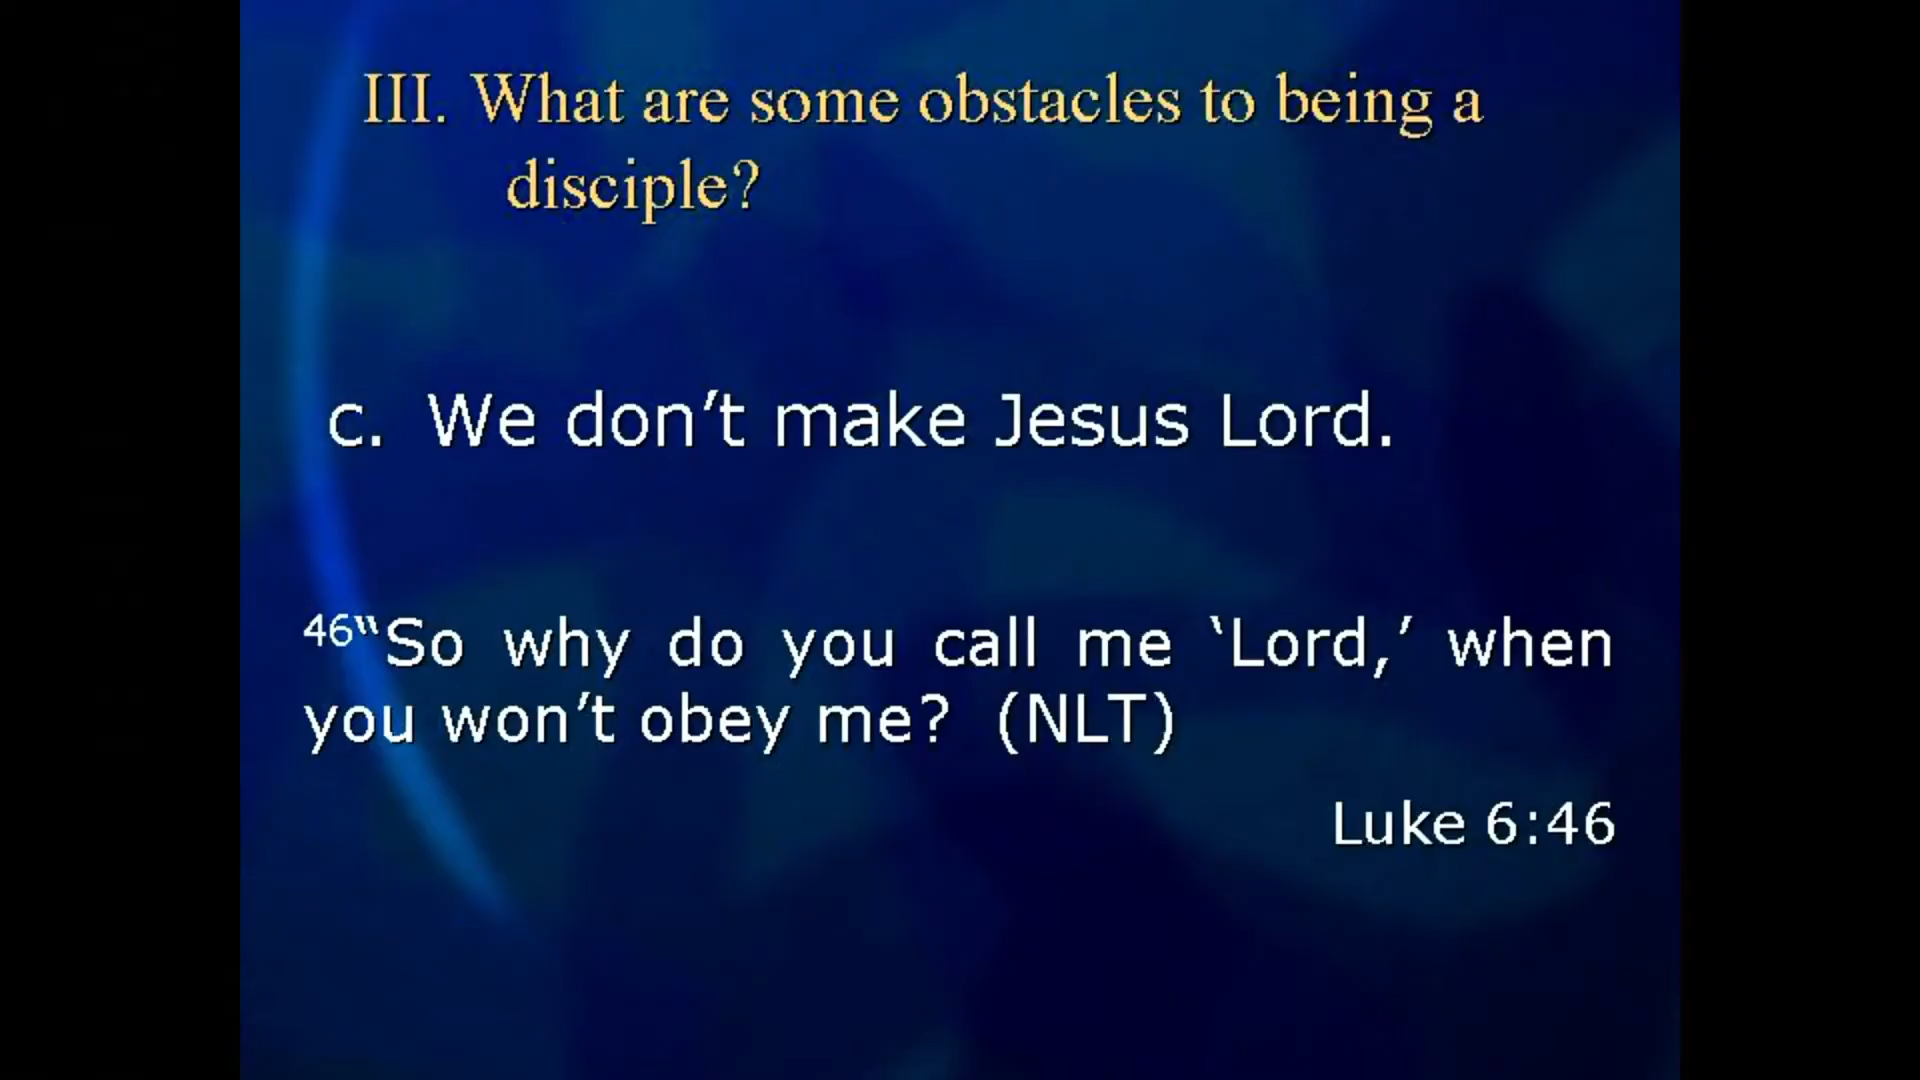 III. What are some obstacles to being a
disciple?
c. We don’t make Jesus Lord.
46“So why do you call me ‘Lord,’ when
you won’t obey me? (NLT)
Luke 6:46